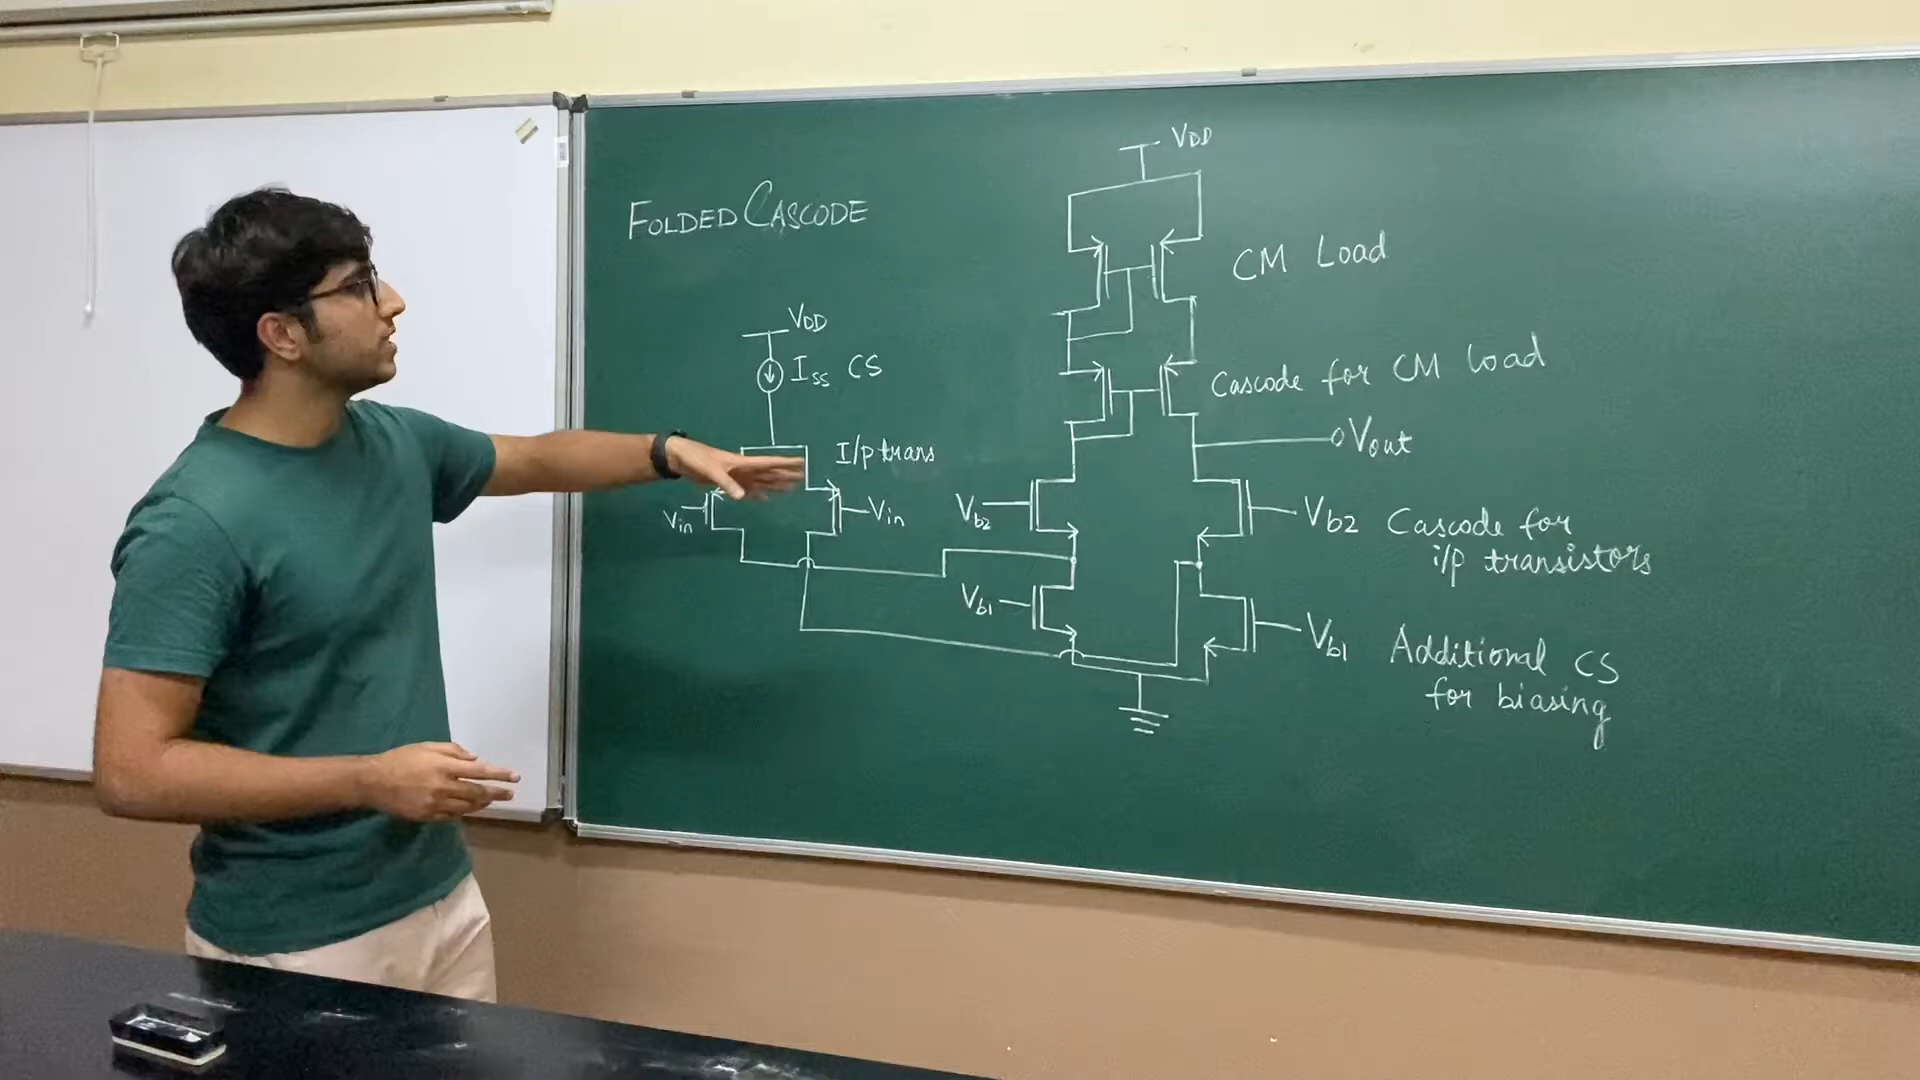 VDD
FOLDED CASCODE
CM Load
VDD
ISS CS
Cascode for CM Load
Vout
I/p trans
Vin
Vin
Vb2
Vb2 Cascode for
i/p transistors
Vb1
Vb1 Additional CS
for biasing